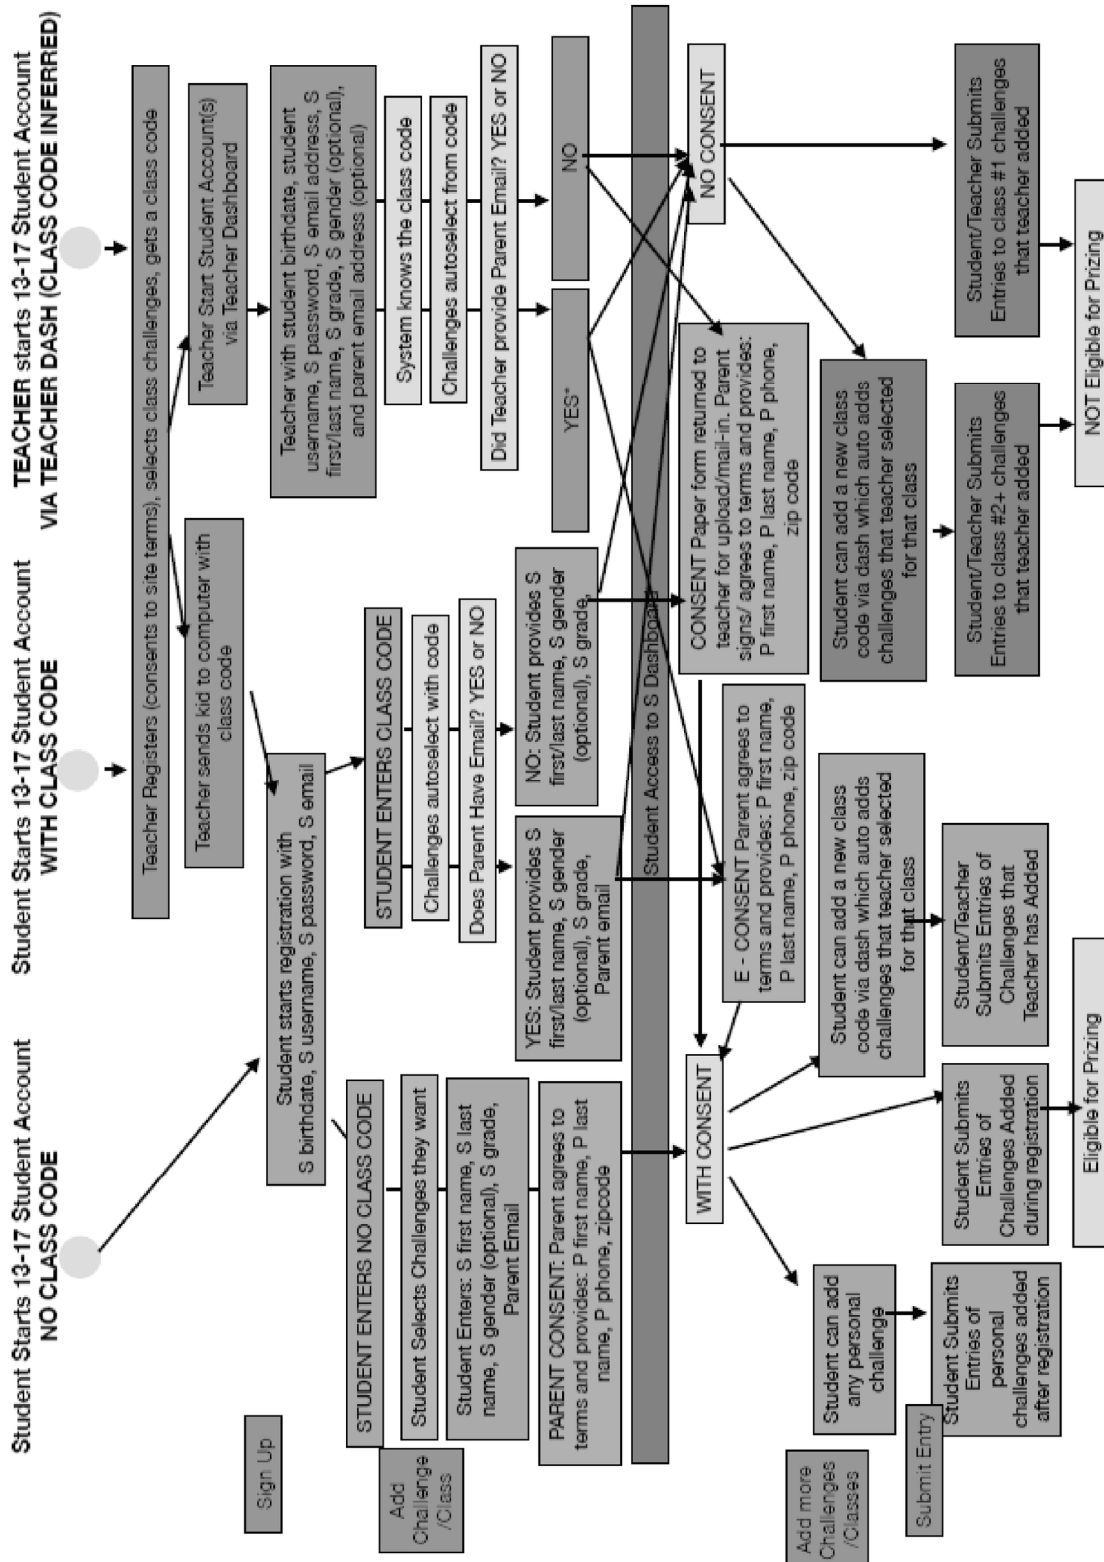 Student Starts 13-17 Student Account
NO CLASS CODE
Student Starts 13-17 Student Account
WITH CLASS CODE
TEACHER starts 13-17 Student Account
VIA TEACHER DASH (CLASS CODE INFERRED)
Teacher Registers (consents to site terms), selects class challenges, gets a class code
Teacher sends kid to computer with
class code
Teacher Start Student Account(s)
via Teacher Dashboard
Sign Up
Student starts registration with
S birthdate, S username, S password, S email
Teacher with student birthdate, student
username, S password, S email address, S
first/last name, S grade, S gender (optional),
and parent email address (optional)
STUDENT ENTERS NO CLASS CODE
STUDENT ENTERS CLASS CODE
System knows the class code
Add
Challenge
/Class
Student Selects Challenges they want
Challenges autoselect with code
Challenges autoselect from code
Student Enters: S first name, S last
name, S gender (optional), S grade,
Parent Email
Does Parent Have Email? YES or NO
Did Teacher provide Parent Email? YES or NO
PARENT CONSENT: Parent agrees to
terms and provides: P first name, P last
name, P phone, zipcode
YES: Student provides S
first/last name, S gender
(optional), S grade,
Parent email
NO: Student provides S
first/last name, S gender
(optional), S grade,
YES*
NO
Student Access to S Dashboard
WITH CONSENT
E - CONSENT Parent agrees to
terms and provides: P first name,
P last name, P phone, zip code
CONSENT Paper form returned to
teacher for upload/mail-in. Parent
signs/ agrees to terms and provides:
P first name, P last name, P phone,
zip code
NO CONSENT
Add more
Challenges
/Classes
Student can add
any personal
challenge
Student can add a new class
code via dash which auto adds
challenges that teacher selected
for that class
Student can add a new class
code via dash which auto adds
challenges that teacher selected
for that class
Submit Entry
Student Submits
Entries of
personal
challenges added
after registration
Student Submits
Entries of
Challenges Added
during registration
Student/Teacher
Submits Entries of
Challenges that
Teacher has Added
Student/Teacher Submits
Entries to class #2+ challenges
that teacher added
Student/Teacher Submits
Entries to class #1 challenges
that teacher added
Eligible for Prizing
NOT Eligible for Prizing